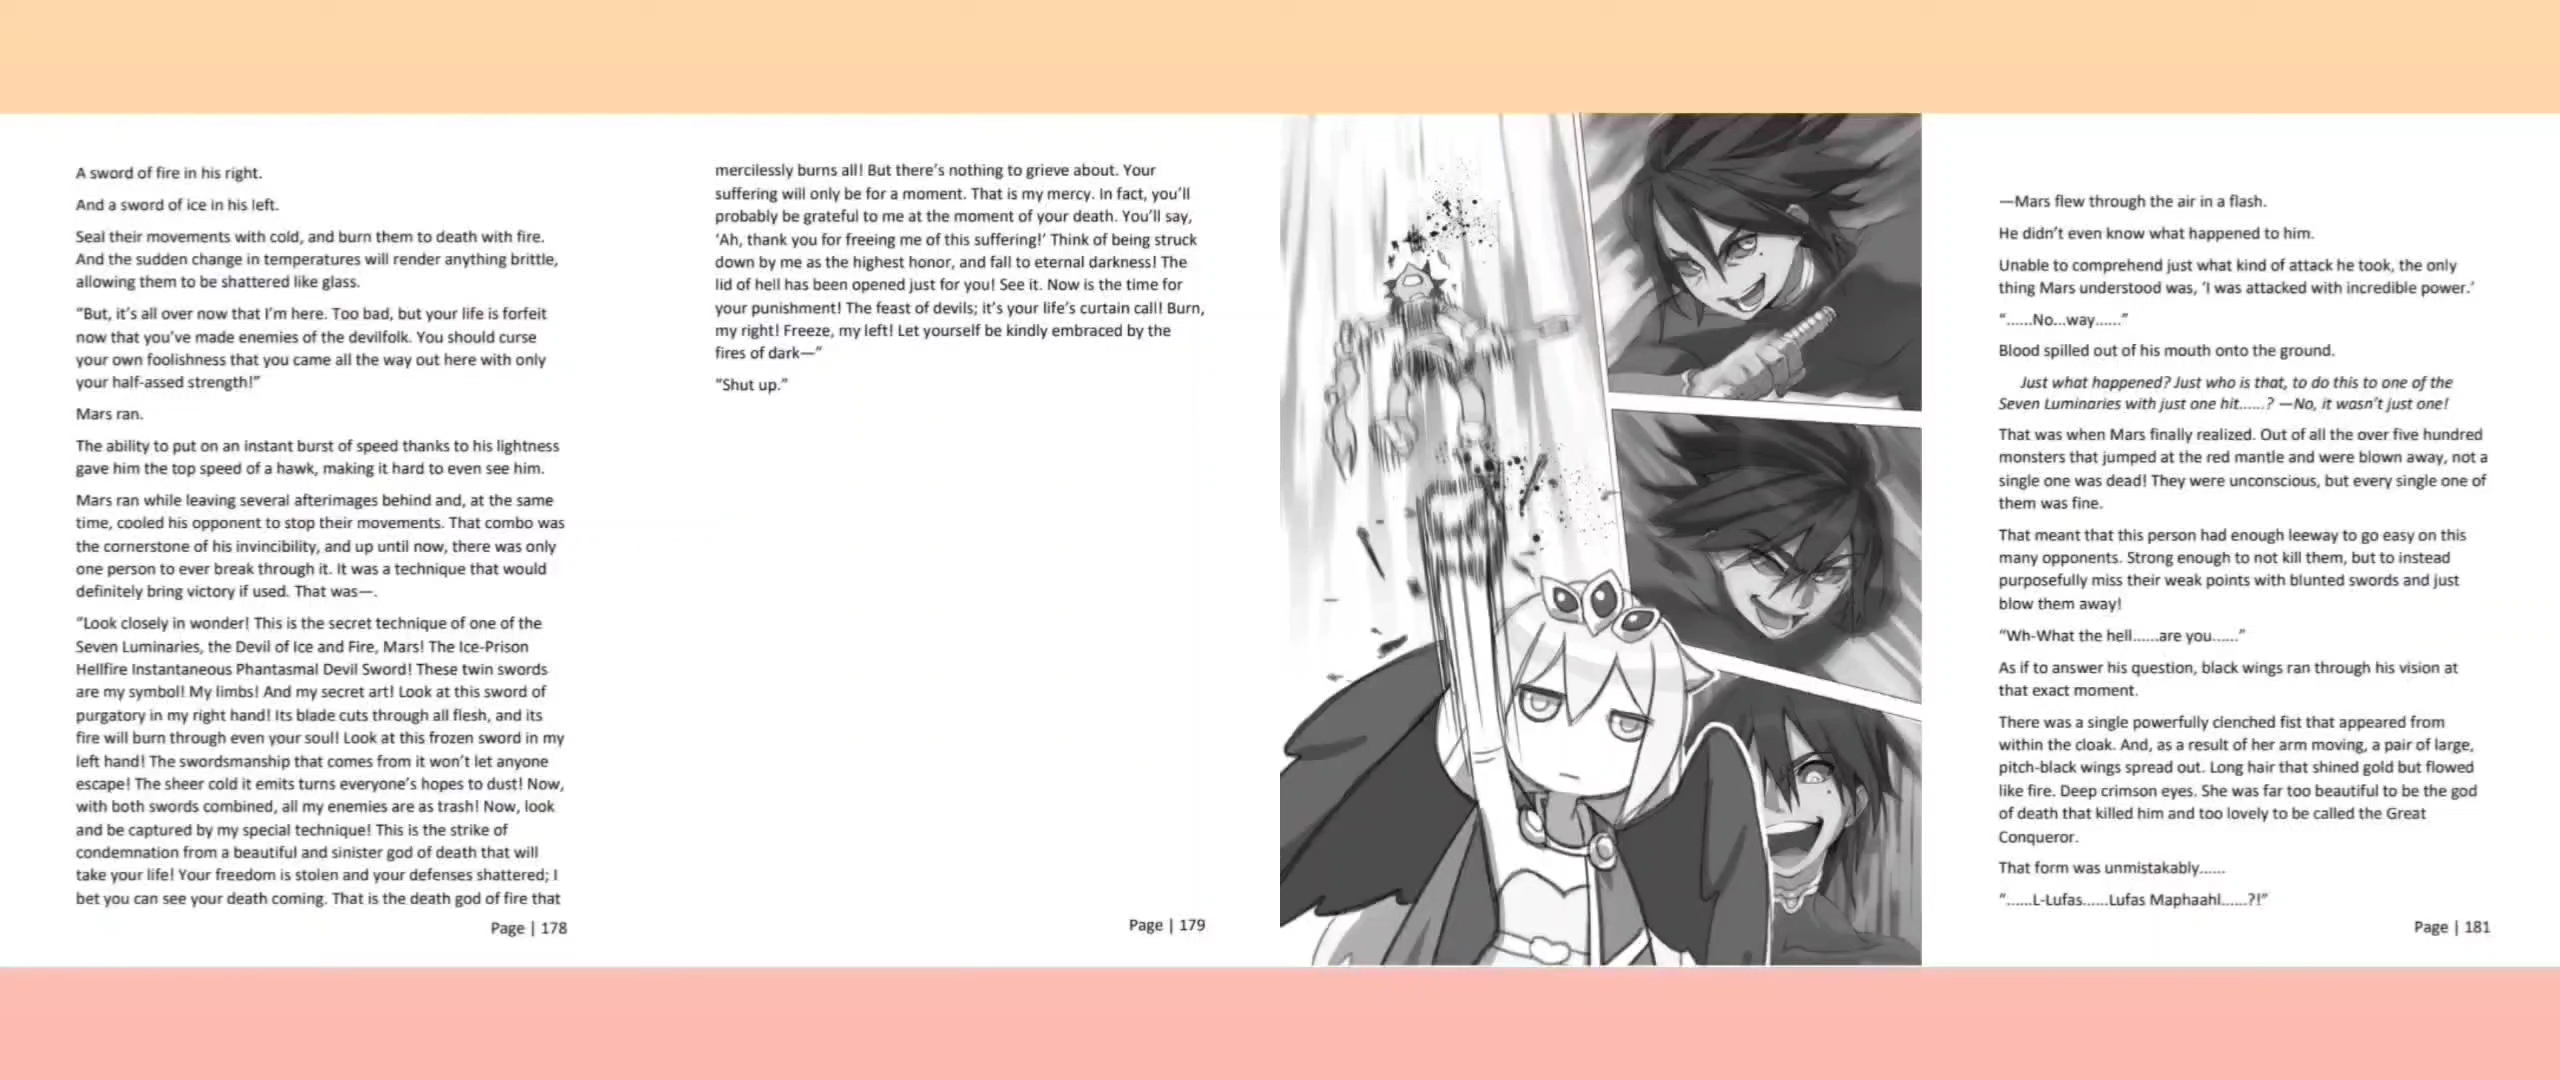 A sword of fire in his right.
And a sword of ice in his left.
Seal their movements with cold, and burn them to death with fire.
And the sudden change in temperatures will render anything brittle,
allowing them to be shattered like glass.
“But, it’s all over now that I’m here. Too bad, but your life is forfeit
now that you’ve made enemies of the devilfolk. You should curse
your own foolishness that you came all the way out here with only
your half-assed strength!”
Mars ran.
The ability to put on an instant burst of speed thanks to his lightness
gave him the top speed of a hawk, making it hard to even see him.
Mars ran while leaving several afterimages behind and, at the same
time, cooled his opponent to stop their movements. That combo was
the cornerstone of his invincibility, and up until now, there was only
one person to ever break through it. It was a technique that would
definitely bring victory if used. That was—.
“Look closely in wonder! This is the secret technique of one of the
Seven Luminaries, the Devil of Ice and Fire, Mars! The Ice-Prison
Hellfire Instantaneous Phantasmal Devil Sword! These twin swords
are my symbol! My limbs! And my secret art! Look at this sword of
purgatory in my right hand! Its blade cuts through all flesh, and its
fire will burn through even your soul! Look at this frozen sword in my
left hand! The swordsmanship that comes from it won’t let anyone
escape! The sheer cold it emits turns everyone’s hopes to dust! Now,
with both swords combined, all my enemies are as trash! Now, look
and be captured by my special technique! This is the strike of
condemnation from a beautiful and sinister god of death that will
take your life! Your freedom is stolen and your defenses shattered; I
bet you can see your death coming. That is the death god of fire that
Page | 178
mercilessly burns all! But there’s nothing to grieve about. Your
suffering will only be for a moment. That is my mercy. In fact, you’ll
probably be grateful to me at the moment of your death. You’ll say,
‘Ah, thank you for freeing me of this suffering!’ Think of being struck
down by me as the highest honor, and fall to eternal darkness! The
lid of hell has been opened just for you! See it. Now is the time for
your punishment! The feast of devils; it’s your life’s curtain call! Burn,
my right! Freeze, my left! Let yourself be kindly embraced by the
fires of dark—”
“Shut up.”
Page | 179
—Mars flew through the air in a flash.
He didn’t even know what happened to him.
Unable to comprehend just what kind of attack he took, the only
thing Mars understood was, ‘I was attacked with incredible power.’
“......No...way......”
Blood spilled out of his mouth onto the ground.
Just what happened? Just who is that, to do this to one of the
Seven Luminaries with just one hit......? —No, it wasn’t just one!
That was when Mars finally realized. Out of all the over five hundred
monsters that jumped at the red mantle and were blown away, not a
single one was dead! They were unconscious, but every single one of
them was fine.
That meant that this person had enough leeway to go easy on this
many opponents. Strong enough to not kill them, but to instead
purposefully miss their weak points with blunted swords and just
blow them away!
“Wh-What the hell......are you......”
As if to answer his question, black wings ran through his vision at
that exact moment.
There was a single powerfully clenched fist that appeared from
within the cloak. And, as a result of her arm moving, a pair of large,
pitch-black wings spread out. Long hair that shined gold but flowed
like fire. Deep crimson eyes. She was far too beautiful to be the god
of death that killed him and too lovely to be called the Great
Conqueror.
That form was unmistakably......
“......L-Lufas......Lufas Maphaahl......?!”
Page | 181